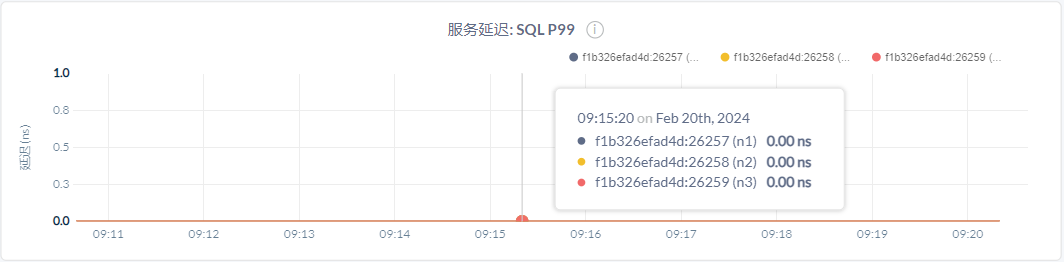 服务延迟: SQL P99 ⓘ
f1b326efad4d:26257 (... f1b326efad4d:26258 (... f1b326efad4d:26259 (...
1.0
0.8
0.5
0.3
0.0
延迟 (ns)
09:15:20 on Feb 20th, 2024
f1b326efad4d:26257 (n1) 0.00 ns
f1b326efad4d:26258 (n2) 0.00 ns
f1b326efad4d:26259 (n3) 0.00 ns
09:11 09:12 09:13 09:14 09:15 09:16 09:17 09:18 09:19 09:20